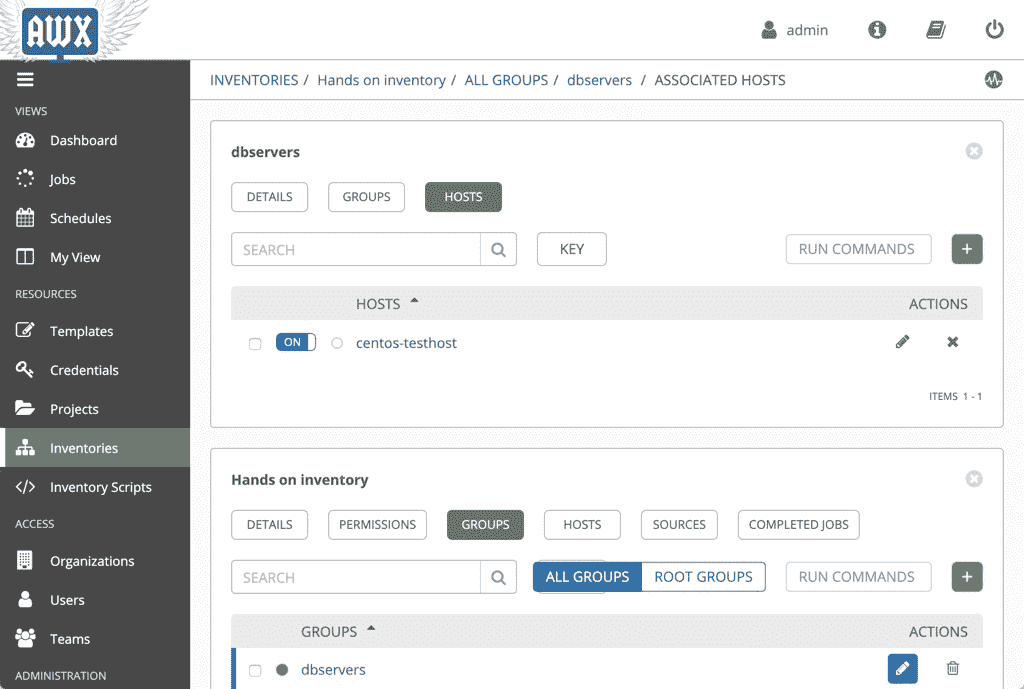 AWX
admin
VIEWS
Dashboard
Jobs
Schedules
My View
RESOURCES
Templates
Credentials
Projects
Inventories
Inventory Scripts
ACCESS
Organizations
Users
Teams
ADMINISTRATION
INVENTORIES / Hands on inventory / ALL GROUPS / dbservers / ASSOCIATED HOSTS
dbservers
DETAILS GROUPS HOSTS
SEARCH KEY RUN COMMANDS +
HOSTS ACTIONS
ON centos-testhost
ITEMS 1 - 1
Hands on inventory
DETAILS PERMISSIONS GROUPS HOSTS SOURCES COMPLETED JOBS
SEARCH ALL GROUPS ROOT GROUPS RUN COMMANDS +
GROUPS ACTIONS
dbservers